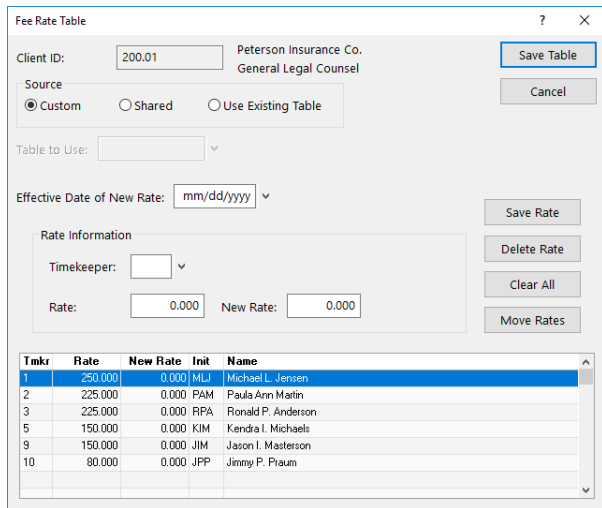 Fee Rate Table ?
Client ID: 200.01 Peterson Insurance Co.
General Legal Counsel
Save Table
Cancel
Source
Custom Shared Use Existing Table
Table to Use:
Effective Date of New Rate: mm/dd/yyyy
Save Rate
Delete Rate
Clear All
Move Rates
Rate Information
Timekeeper:
Rate: 0.000 New Rate: 0.000
Tmkr Rate New Rate Init Name
1 250.000 0.000 MLJ Michael L. Jensen
2 225.000 0.000 PAM Paula Ann Martin
3 225.000 0.000 RPA Ronald P. Anderson
5 150.000 0.000 KIM Kendra I. Michaels
9 150.000 0.000 JIM Jason I. Masterson
10 80.000 0.000 JPP Jimmy P. Praum